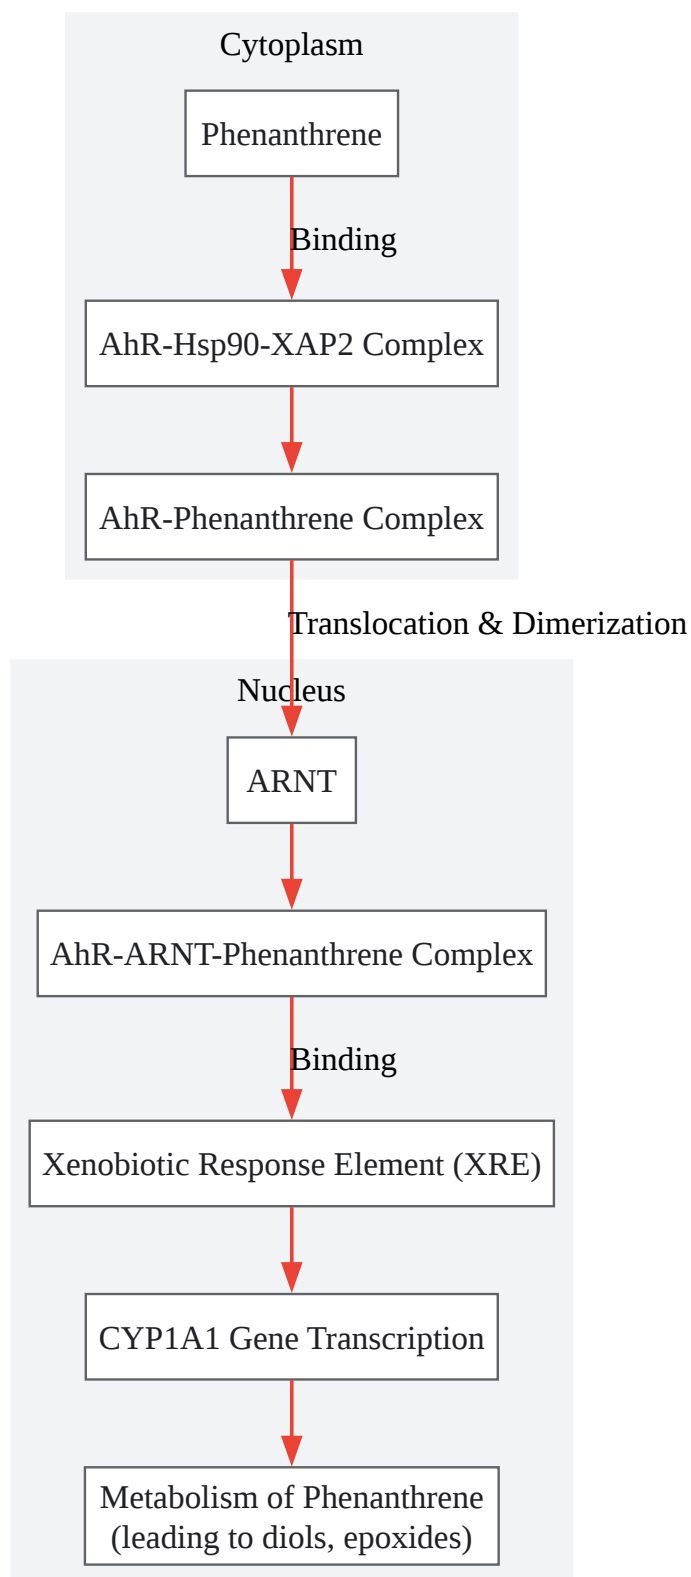 Cytoplasm
Phenanthrene
Binding
AhR-Hsp90-XAP2 Complex
AhR-Phenanthrene Complex
Translocation & Dimerization
Nucleus
ARNT
AhR-ARNT-Phenanthrene Complex
Binding
Xenobiotic Response Element (XRE)
CYP1A1 Gene Transcription
Metabolism of Phenanthrene
(leading to diols, epoxides)